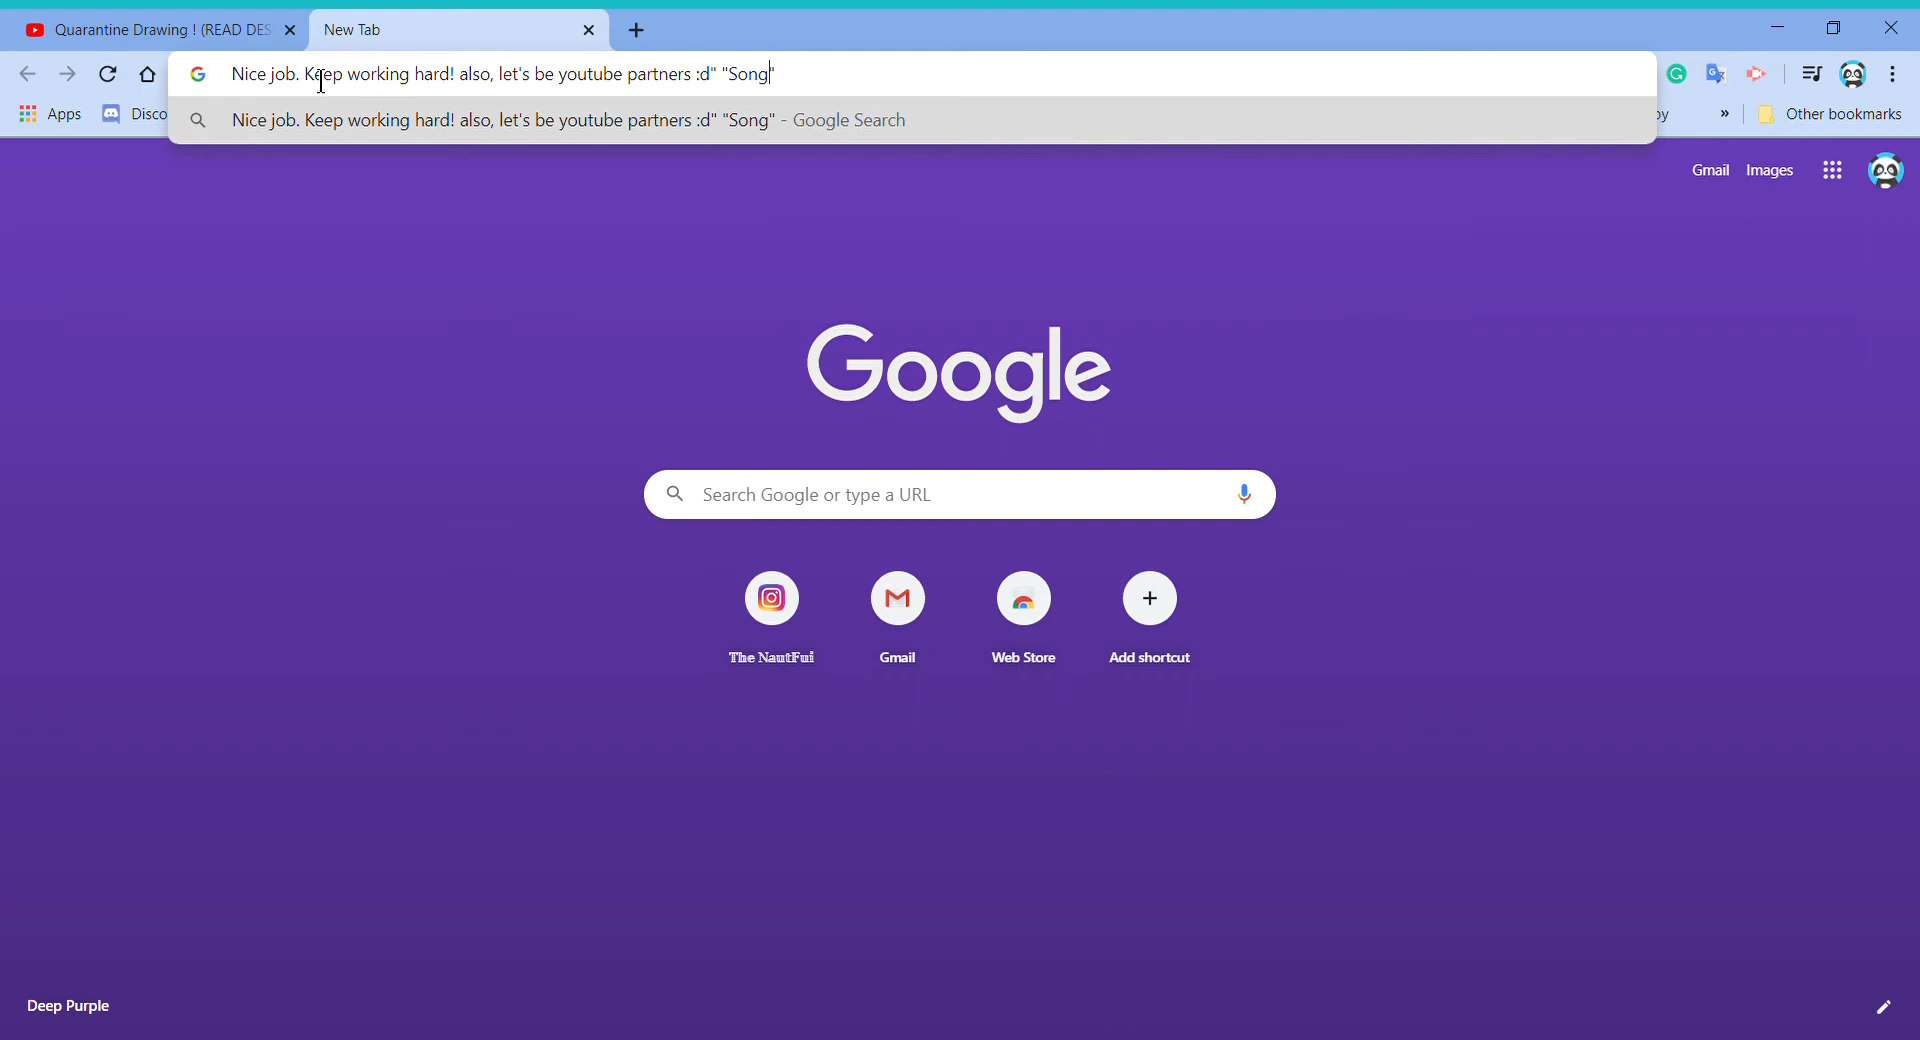 Quarantine Drawing ! (READ DES
New Tab
Nice job. Keep working hard! also, let's be youtube partners :d" "Song"
Apps
Disco
Nice job. Keep working hard! also, let's be youtube partners :d" "Song" - Google Search
by
»
Other bookmarks
Gmail
Images
Google
Search Google or type a URL
The NautFui
Gmail
Web Store
Add shortcut
Deep Purple